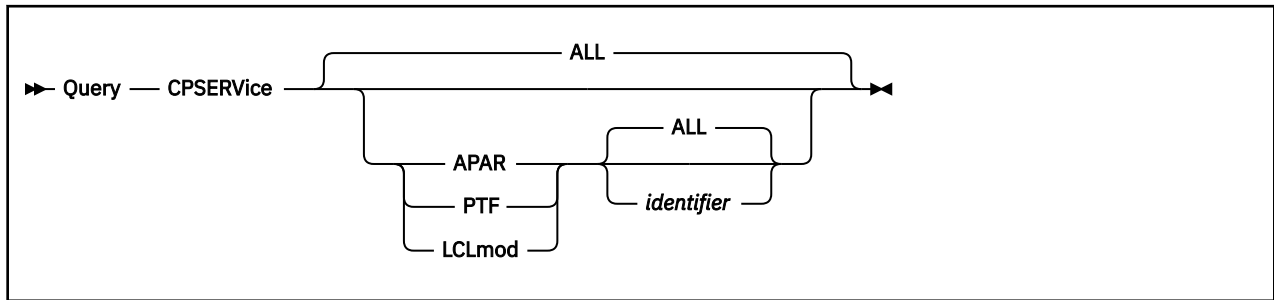 ALL
Query CPSERVice
ALL
APAR
PTF identifier
LCLmod